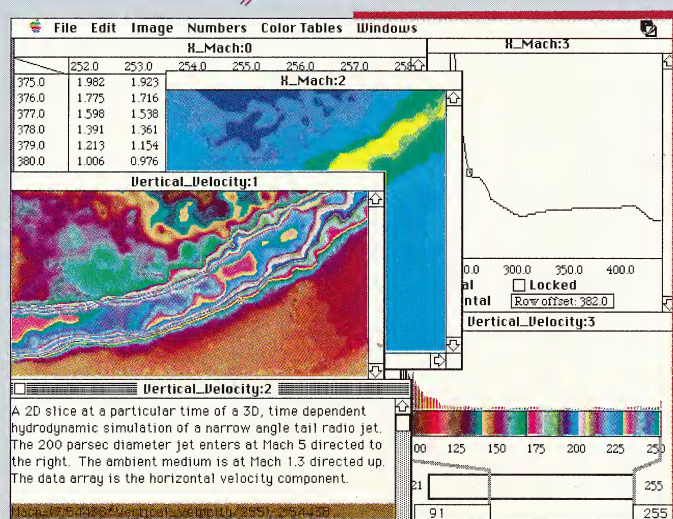 File Edit Image Numbers Color Tables Windows
X_Mach:0
252.0 253.0 254.0 255.0 256.0 257.0 258.0
375.0 1.982 1.923
376.0 1.775 1.716
377.0 1.598 1.538
378.0 1.391 1.361
379.0 1.213 1.154
380.0 1.006 0.976
X_Mach:2
X_Mach:3
0.0 300.0 350.0 400.0
al Locked
ntal Row offset: 382.0
Vertical_Velocity:1
Vertical_Velocity:3
00 125 150 175 200 225 250
21 255
91 255
Vertical_Velocity:2
A 2D slice at a particular time of a 3D, time dependent
hydrodynamic simulation of a narrow angle tail radio jet.
The 200 parsec diameter jet enters at Mach 5 directed to
the right. The ambient medium is at Mach 1.3 directed up.
The data array is the horizontal velocity component.